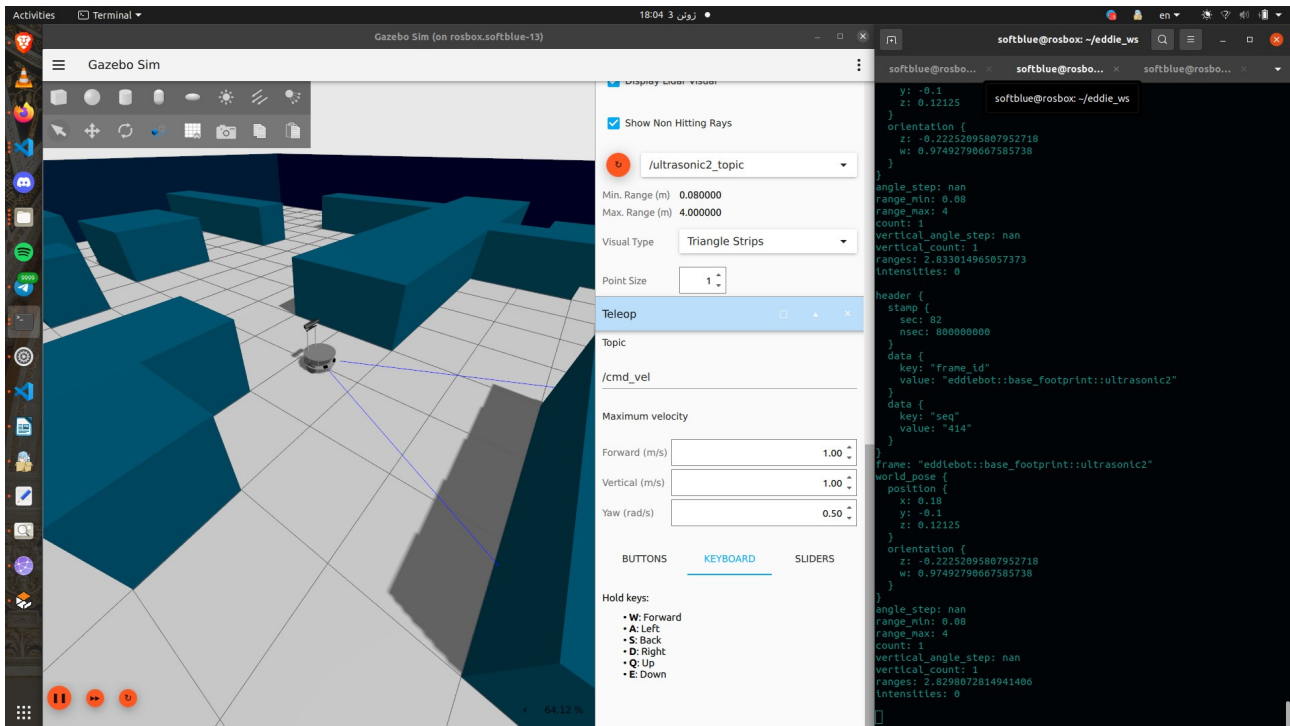 Activities
Terminal
18:04 3 ژوئن
en
Gazebo Sim (on rosbox.softblue-13)
Gazebo Sim
9999
64.12 %
Display Lidar Visual
Show Non Hitting Rays
/ultrasonic2_topic
Min. Range (m) 0.080000
Max. Range (m) 4.000000
Visual Type Triangle Strips
Point Size 1
Teleop
Topic
/cmd_vel
Maximum velocity
Forward (m/s) 1.00
Vertical (m/s) 1.00
Yaw (rad/s) 0.50
BUTTONS KEYBOARD SLIDERS
Hold keys:
• W: Forward
• A: Left
• S: Back
• D: Right
• Q: Up
• E: Down
softblue@rosbox: ~/eddie_ws
softblue@rosbo... softblue@rosbo... softblue@rosbo...
softblue@rosbox: ~/eddie_ws
y: -0.1
z: 0.12125
}
orientation {
z: -0.22252095807952718
w: 0.97492790667585738
}
}
angle_step: nan
range_min: 0.08
range_max: 4
count: 1
vertical_angle_step: nan
vertical_count: 1
ranges: 2.833014965057373
intensities: 0
header {
stamp {
sec: 82
nsec: 800000000
}
data {
key: "frame_id"
value: "eddiebot::base_footprint::ultrasonic2"
}
data {
key: "seq"
value: "414"
}
}
frame: "eddiebot::base_footprint::ultrasonic2"
world_pose {
position {
x: 0.18
y: -0.1
z: 0.12125
}
orientation {
z: -0.22252095807952718
w: 0.97492790667585738
}
}
angle_step: nan
range_min: 0.08
range_max: 4
count: 1
vertical_angle_step: nan
vertical_count: 1
ranges: 2.8298072814941406
intensities: 0